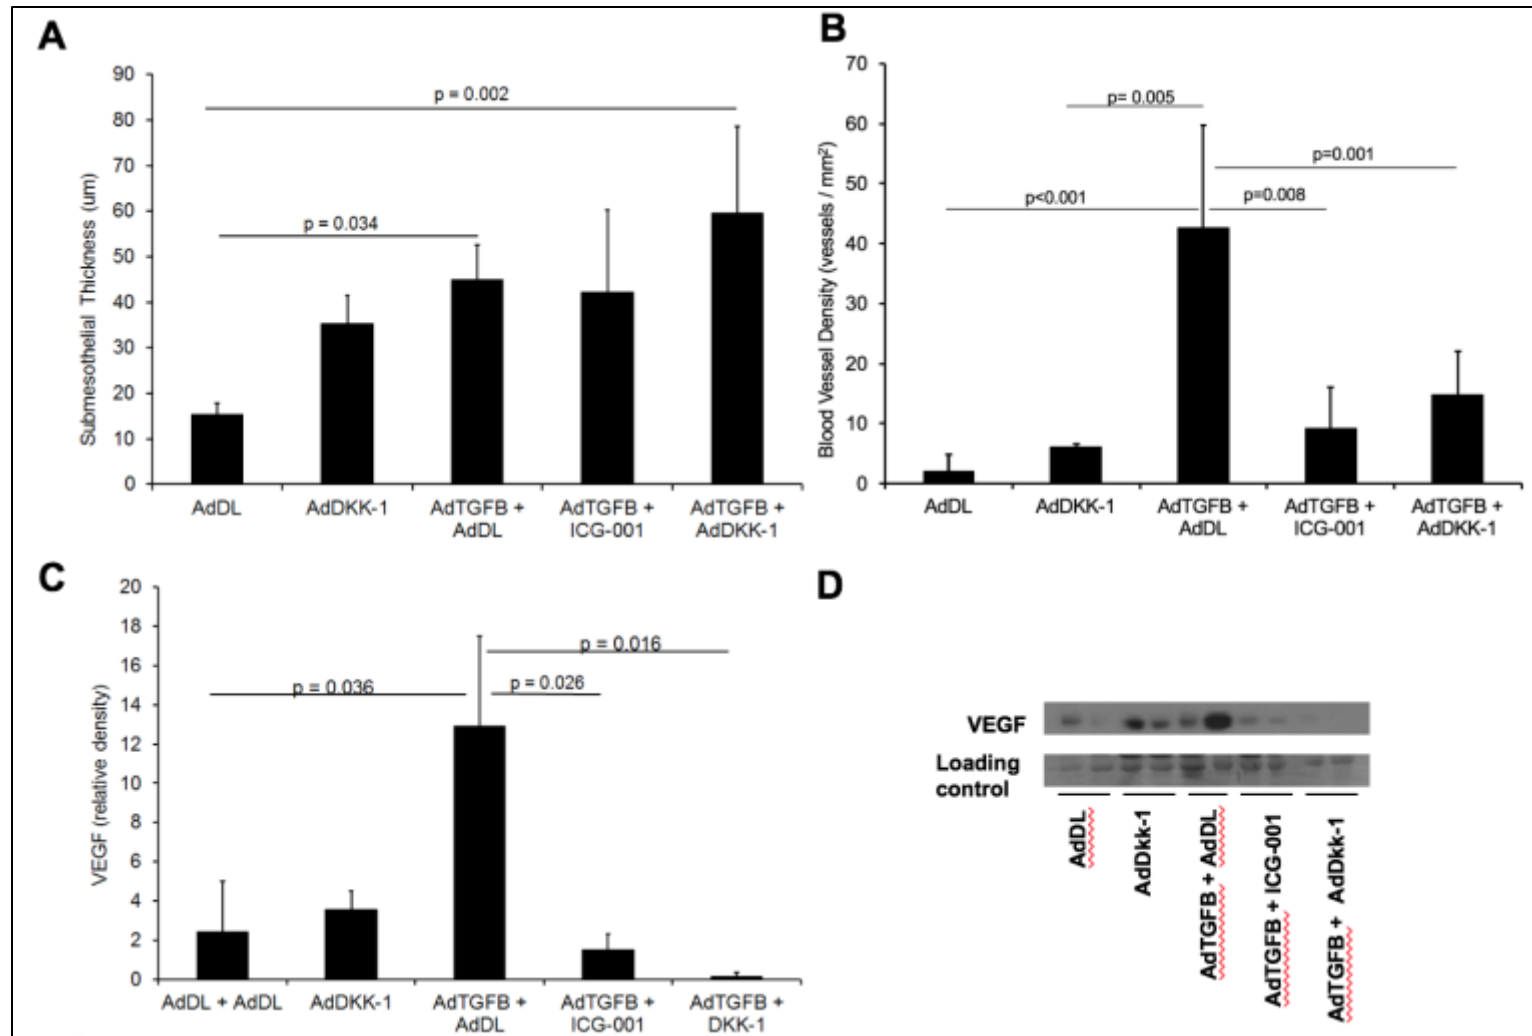 A
Submesothelial Thickness (um)
90
80
70
60
50
40
30
20
10
0
p = 0.002
p = 0.034
AdDL
AdDKK-1
AdTGFB +
AdDL
AdTGFB +
ICG-001
AdTGFB +
AdDKK-1
B
Blood Vessel Density (vessels / mm²)
70
60
50
40
30
20
10
0
p= 0.005
p=0.001
p<0.001
p=0.008
AdDL
AdDKK-1
AdTGFB +
AdDL
AdTGFB +
ICG-001
AdTGFB +
AdDKK-1
C
VEGF (relative density)
20
18
16
14
12
10
8
6
4
2
0
p = 0.016
p = 0.036
p = 0.026
AdDL + AdDL
AdDKK-1
AdTGFB +
AdDL
AdTGFB +
ICG-001
AdTGFB +
DKK-1
D
VEGF
Loading
control
AdDL
AdDkk-1
AdTGFB + AdDL
AdTGFB + ICG-001
AdTGFB + AdDkk-1